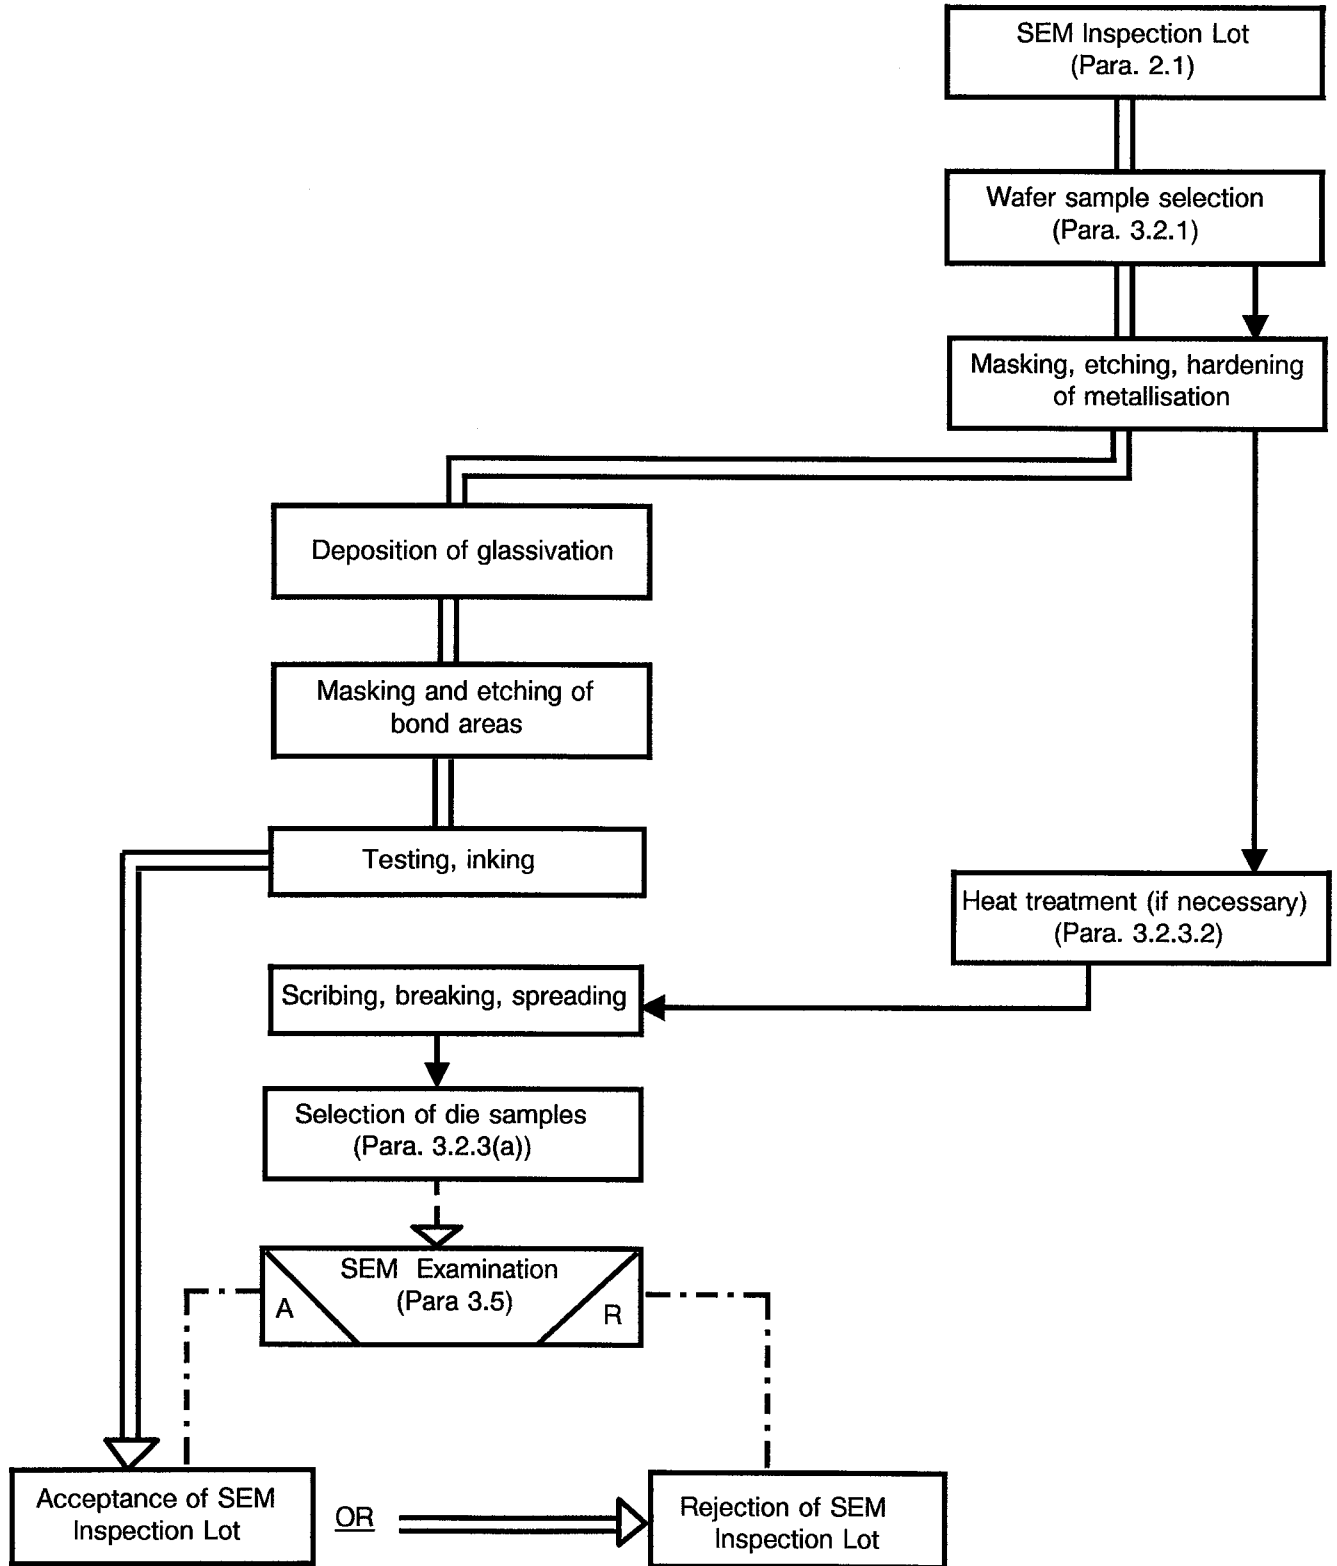 SEM Inspection Lot
(Para. 2.1)
Wafer sample selection
(Para. 3.2.1)
Masking, etching, hardening
of metallisation
Deposition of glassivation
Masking and etching of
bond areas
Testing, inking
Heat treatment (if necessary)
(Para. 3.2.3.2)
Scribing, breaking, spreading
Selection of die samples
(Para. 3.2.3(a))
SEM Examination
(Para 3.5)
A
R
Acceptance of SEM
Inspection Lot
OR
Rejection of SEM
Inspection Lot